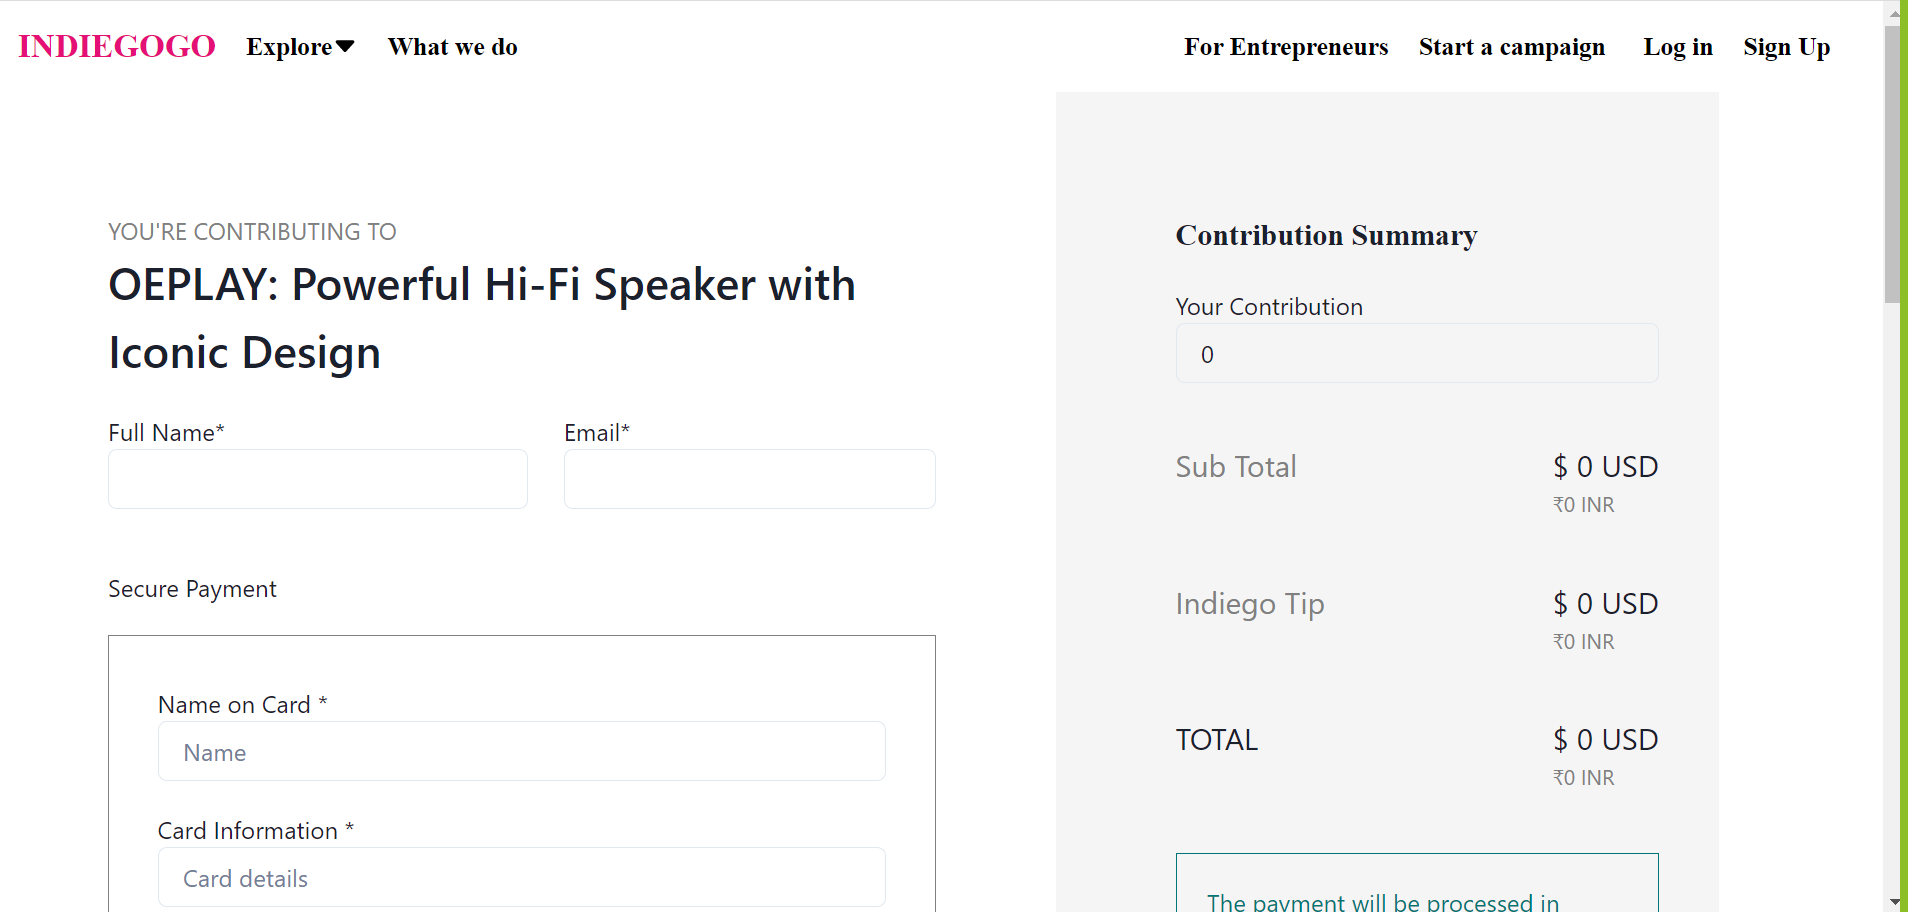 INDIEGOGO Explore What we do For Entrepreneurs Start a campaign Log in Sign Up
YOU'RE CONTRIBUTING TO
OEPLAY: Powerful Hi-Fi Speaker with
Iconic Design
Full Name* Email*
Secure Payment
Name on Card *
Name
Card Information *
Card details
Contribution Summary
Your Contribution
0
Sub Total $ 0 USD
₹0 INR
Indiego Tip $ 0 USD
₹0 INR
TOTAL $ 0 USD
₹0 INR
The payment will be processed in